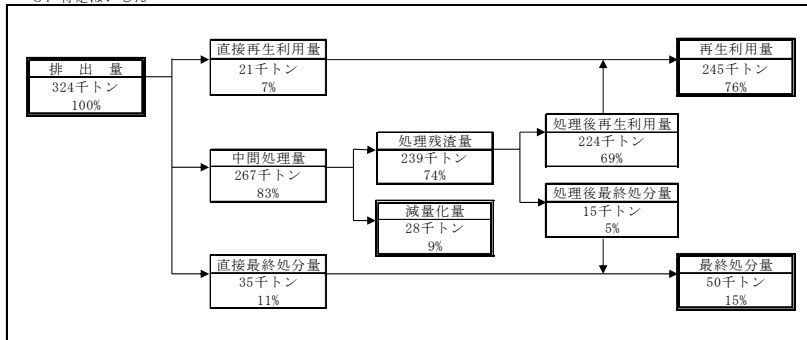 排 出 量
324千トン
100%
直接再生利用量
21千トン
7%
再生利用量
245千トン
76%
中間処理量
267千トン
83%
処理残渣量
239千トン
74%
処理後再生利用量
224千トン
69%
減量化量
28千トン
9%
処理後最終処分量
15千トン
5%
直接最終処分量
35千トン
11%
最終処分量
50千トン
15%